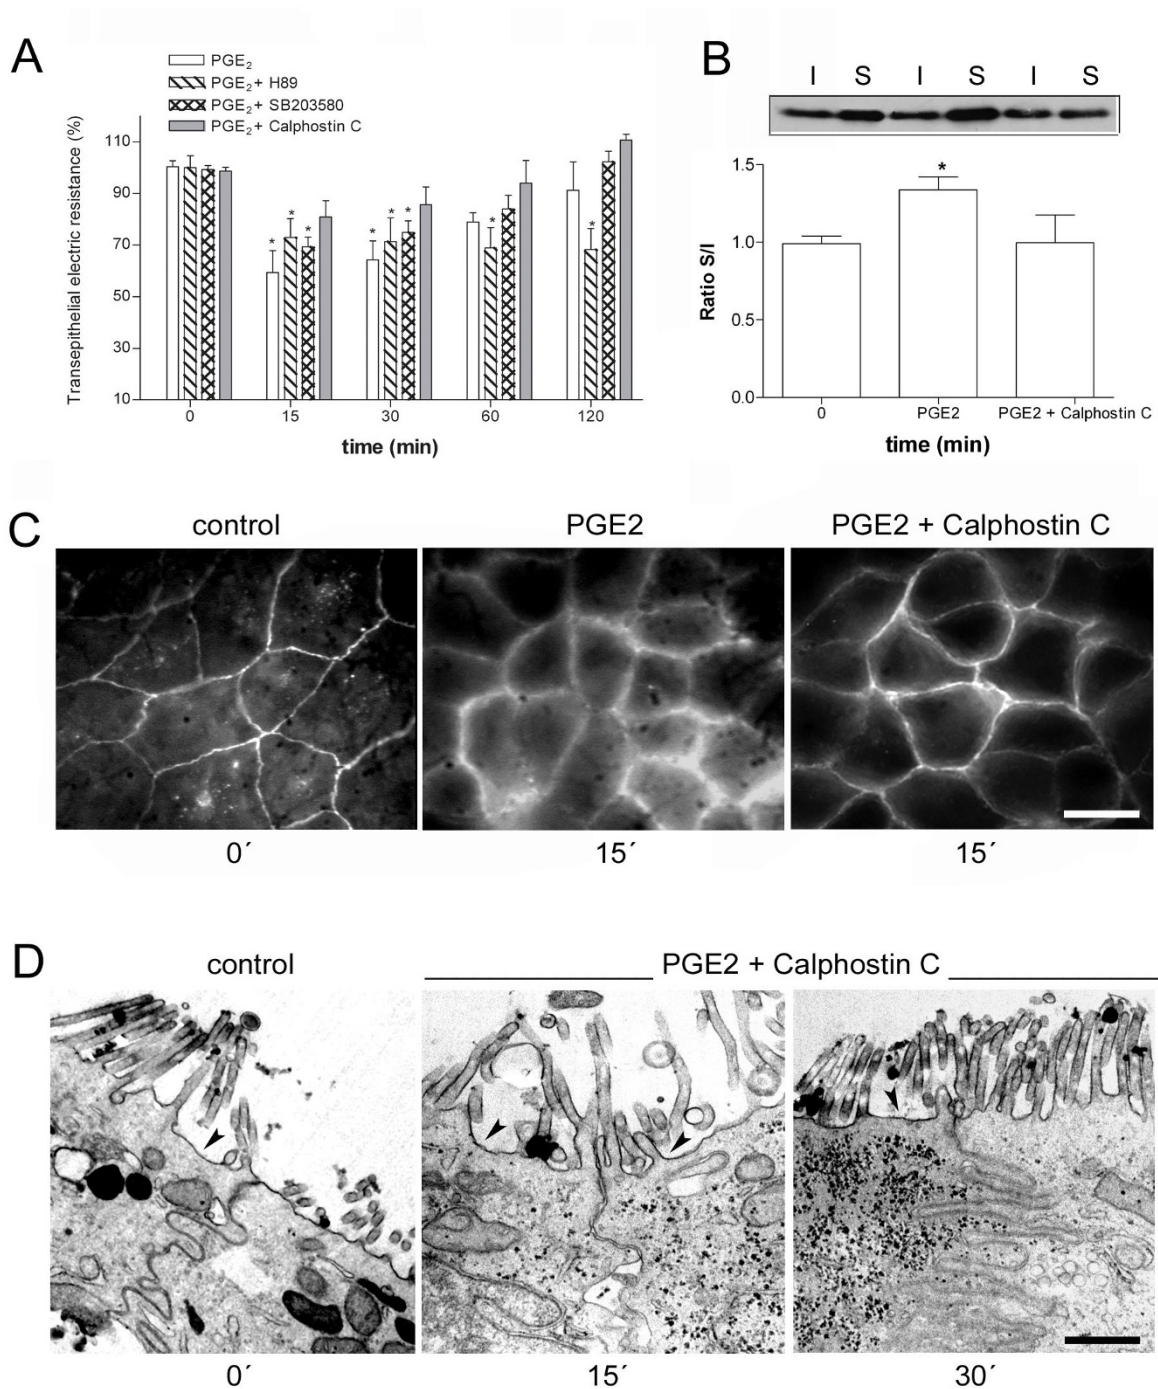 A
PGE₂
PGE₂+ H89
PGE₂+ SB203580
PGE₂+ Calphostin C
Transepithelial electric resistance (%)
110
90
70
50
30
10
* * *
* * *
*
*
0 15 30 60 120
time (min)
B
I S I S I S
Ratio S/I
1.5
1.0
0.5
0.0
*
0 PGE2 PGE2 + Calphostin C
time (min)
C
control PGE2 PGE2 + Calphostin C
0´ 15´ 15´
D
control PGE2 + Calphostin C
0´ 15´ 30´